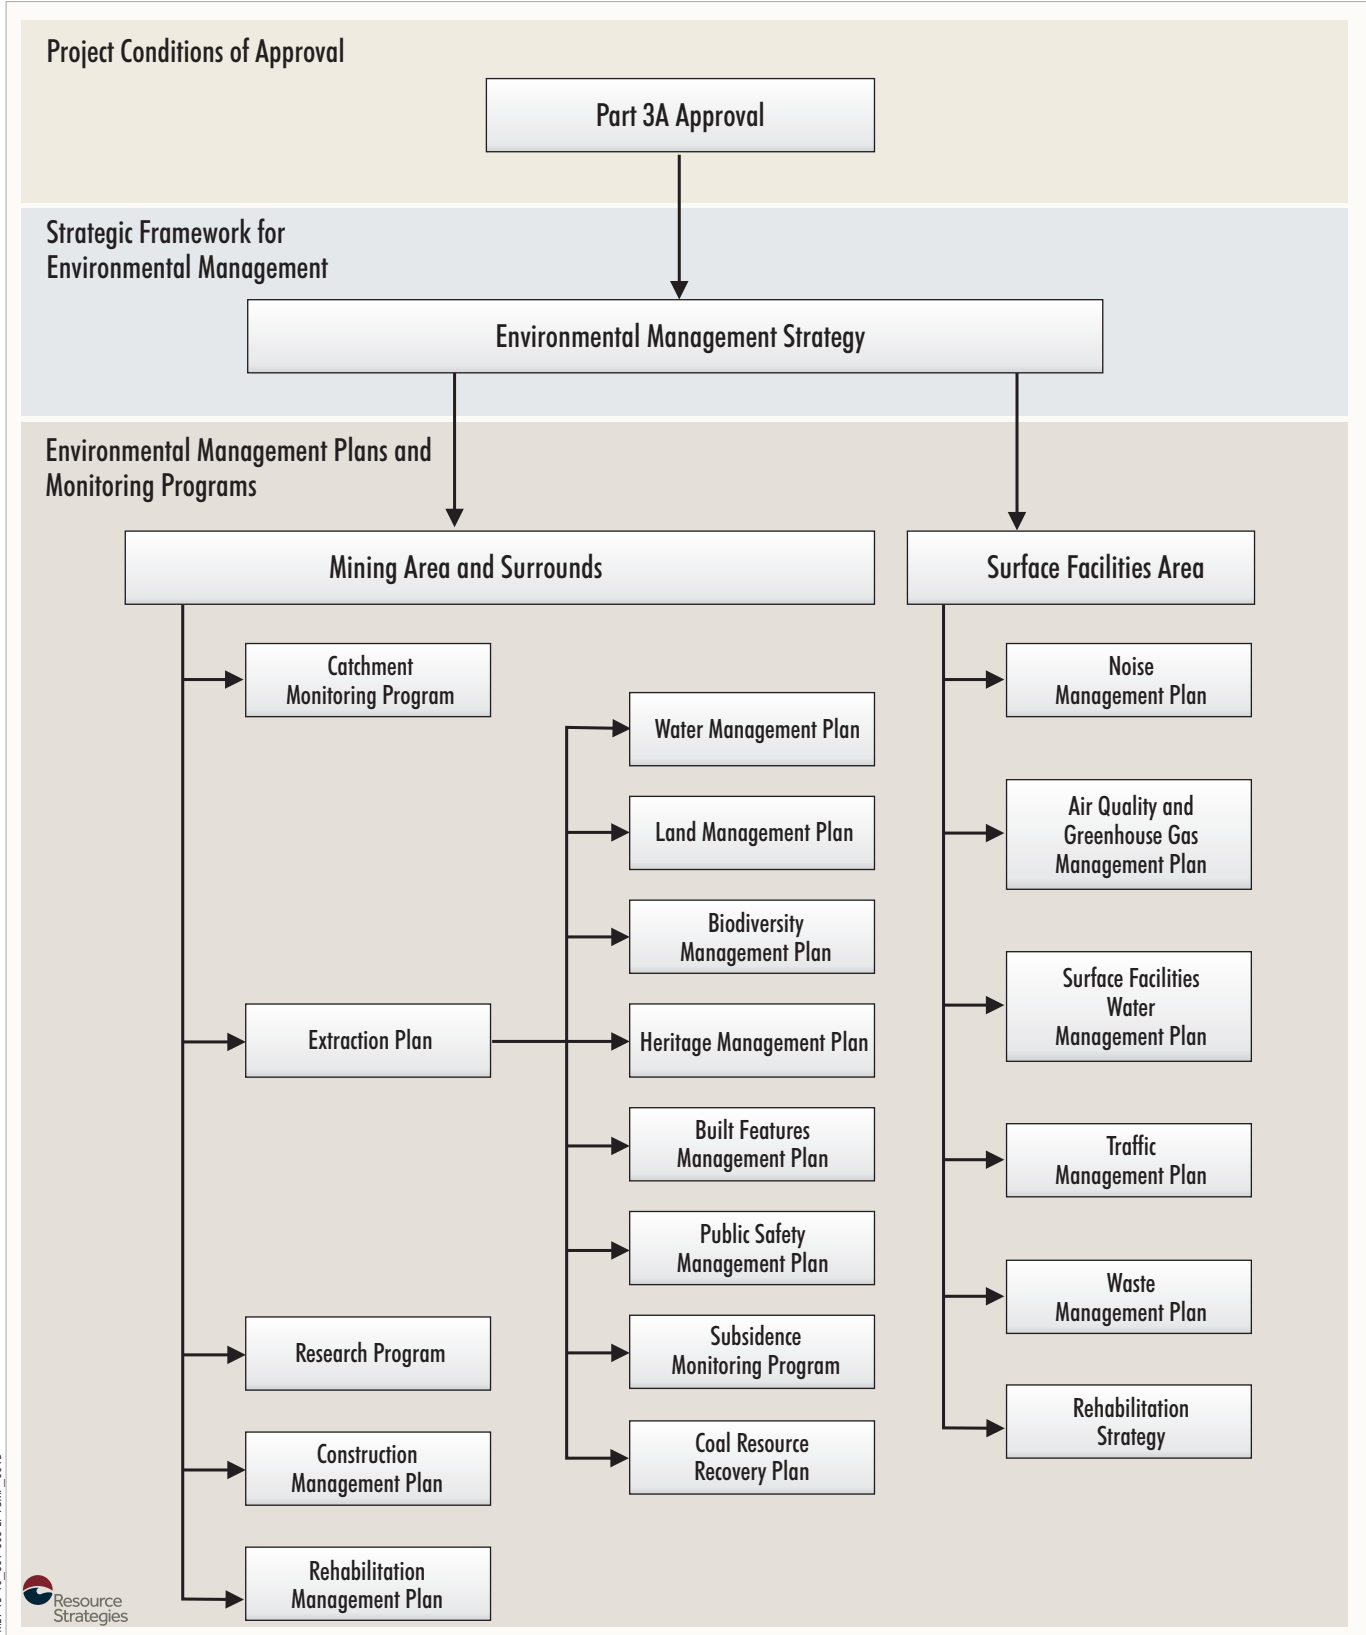 Project Conditions of Approval
Part 3A Approval
Strategic Framework for
Environmental Management
Environmental Management Strategy
Environmental Management Plans and
Monitoring Programs
Mining Area and Surrounds
Surface Facilities Area
Catchment
Monitoring Program
Extraction Plan
Research Program
Construction
Management Plan
Rehabilitation
Management Plan
Water Management Plan
Land Management Plan
Biodiversity
Management Plan
Heritage Management Plan
Built Features
Management Plan
Public Safety
Management Plan
Subsidence
Monitoring Program
Coal Resource
Recovery Plan
Noise
Management Plan
Air Quality and
Greenhouse Gas
Management Plan
Surface Facilities
Water
Management Plan
Traffic
Management Plan
Waste
Management Plan
Rehabilitation
Strategy
Resource
Strategies